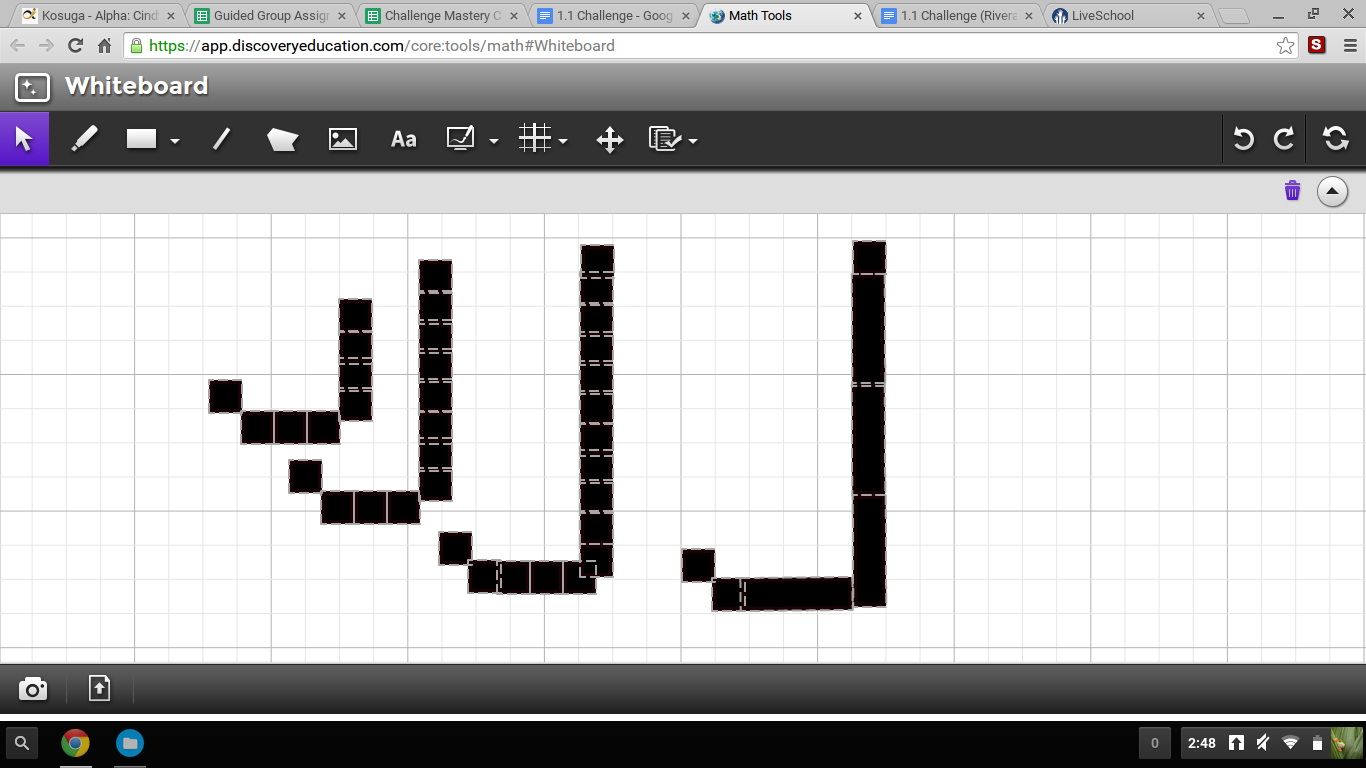 Kosuga - Alpha: Cind
Guided Group Assign
Challenge Mastery C
1.1 Challenge - Goog
Math Tools
1.1 Challenge (Rivera
LiveSchool
https://app.discoveryeducation.com/core:tools/math#Whiteboard
S
Whiteboard
Aa
0
2:48